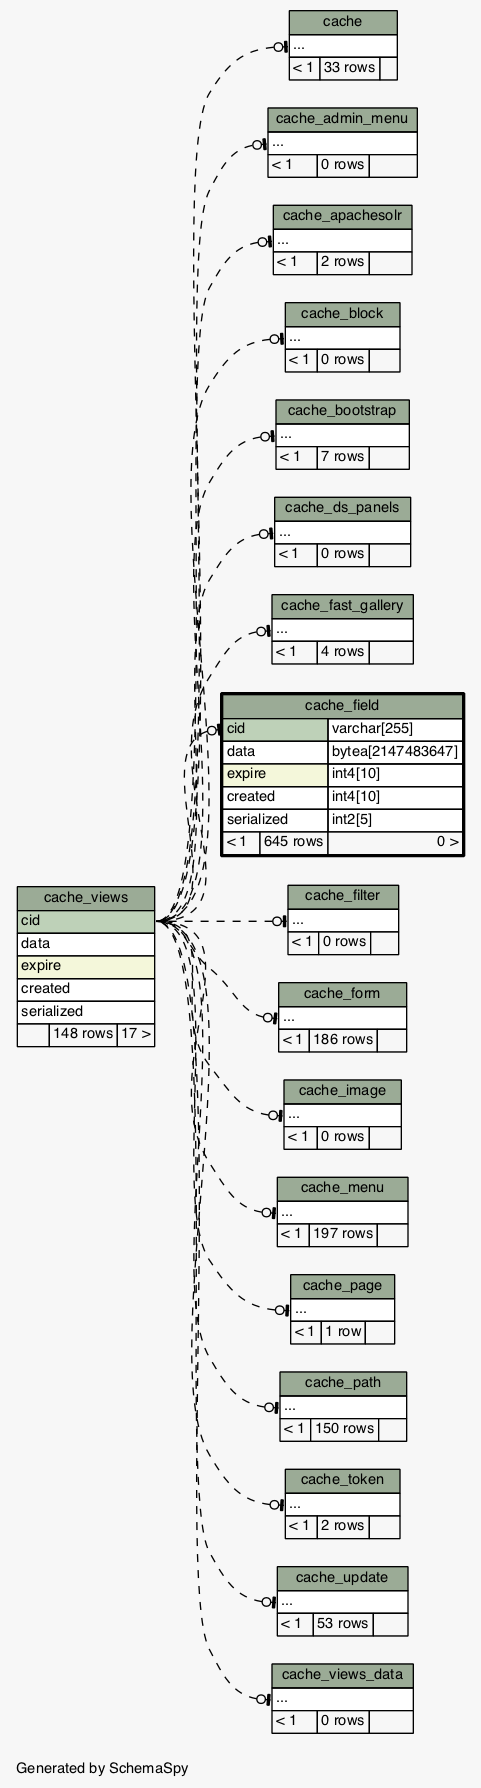 cache
...
< 1 33 rows
cache_admin_menu
...
< 1 0 rows
cache_apachesolr
...
< 1 2 rows
cache_block
...
< 1 0 rows
cache_bootstrap
...
< 1 7 rows
cache_ds_panels
...
< 1 0 rows
cache_fast_gallery
...
< 1 4 rows
cache_field
cid varchar[255]
data bytea[2147483647]
expire int4[10]
created int4[10]
serialized int2[5]
< 1 645 rows 0 >
cache_views
cid
data
expire
created
serialized
148 rows 17 >
cache_filter
...
< 1 0 rows
cache_form
...
< 1 186 rows
cache_image
...
< 1 0 rows
cache_menu
...
< 1 197 rows
cache_page
...
< 1 1 row
cache_path
...
< 1 150 rows
cache_token
...
< 1 2 rows
cache_update
...
< 1 53 rows
cache_views_data
...
< 1 0 rows
Generated by SchemaSpy